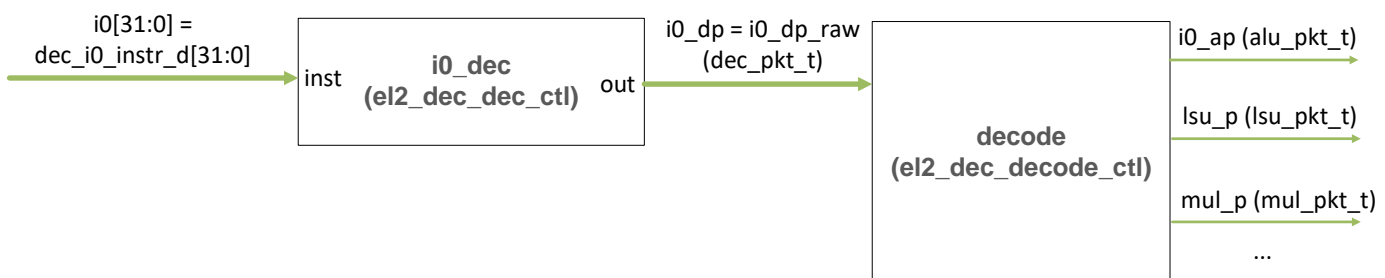 i0[31:0] =
dec_i0_instr_d[31:0]
inst
i0_dec
(el2_dec_dec_ctl)
out
i0_dp = i0_dp_raw
(dec_pkt_t)
decode
(el2_dec_decode_ctl)
i0_ap (alu_pkt_t)
lsu_p (lsu_pkt_t)
mul_p (mul_pkt_t)
...